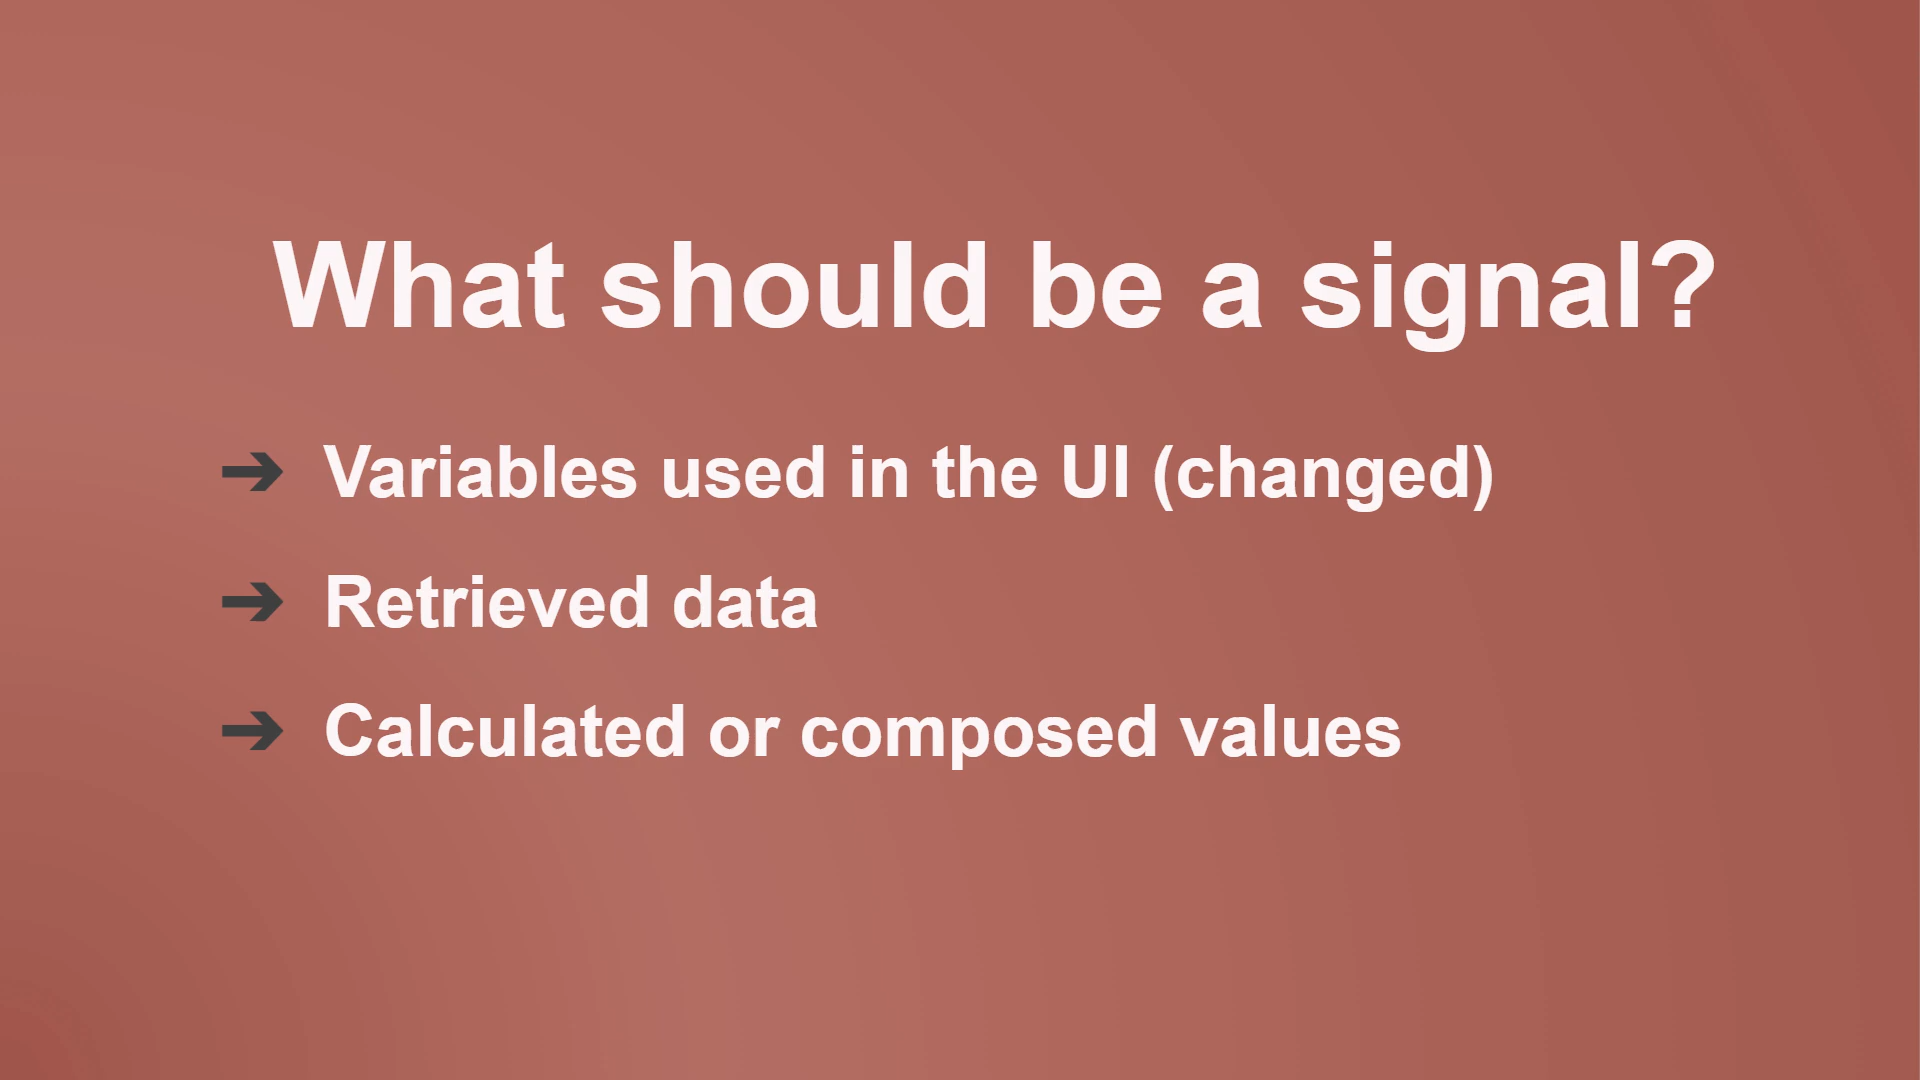 What should be a signal?
➔ Variables used in the UI (changed)
➔ Retrieved data
➔ Calculated or composed values